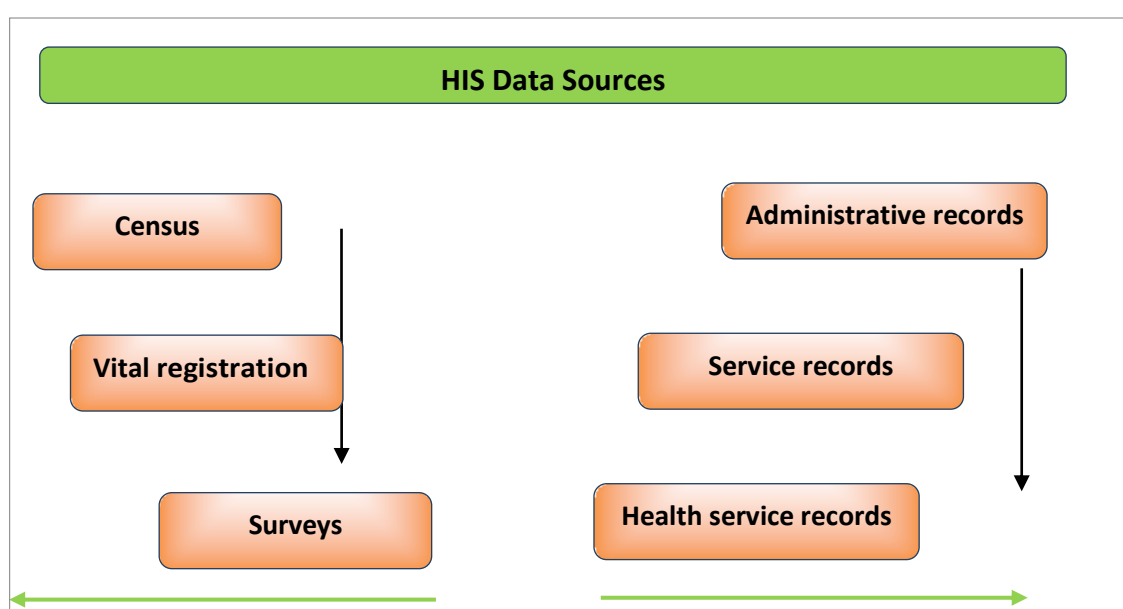 HIS Data Sources
Census
Administrative records
Vital registration
Service records
Surveys
Health service records